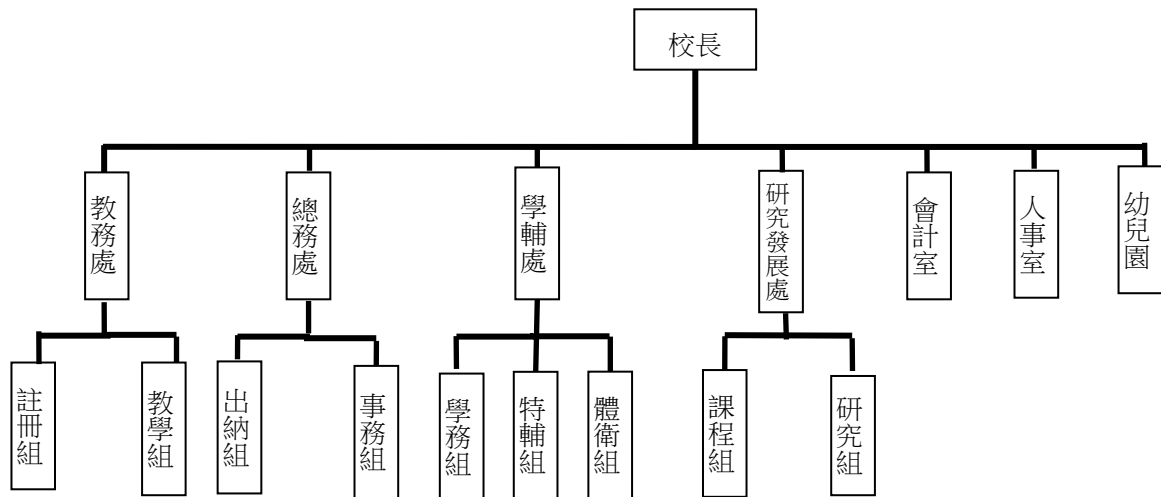 校長
教務處
總務處
學輔處
研究發展處
會計室
人事室
幼兒園
註冊組
教學組
出納組
事務組
學務組
特輔組
體衛組
課程組
研究組